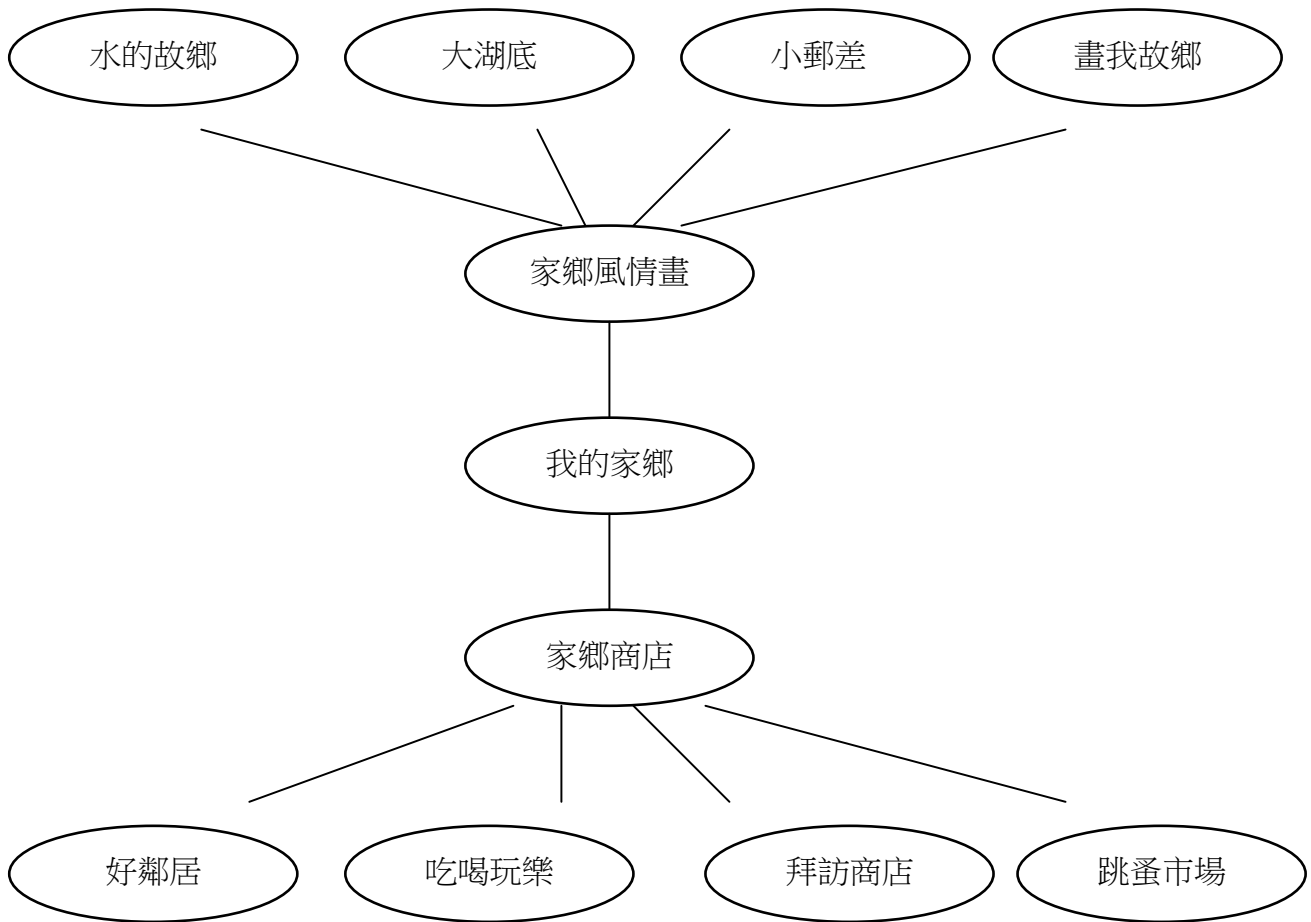 水的故鄉
大湖底
小郵差
畫我故鄉
家鄉風情畫
我的家鄉
家鄉商店
好鄰居
吃喝玩樂
拜訪商店
跳蚤市場